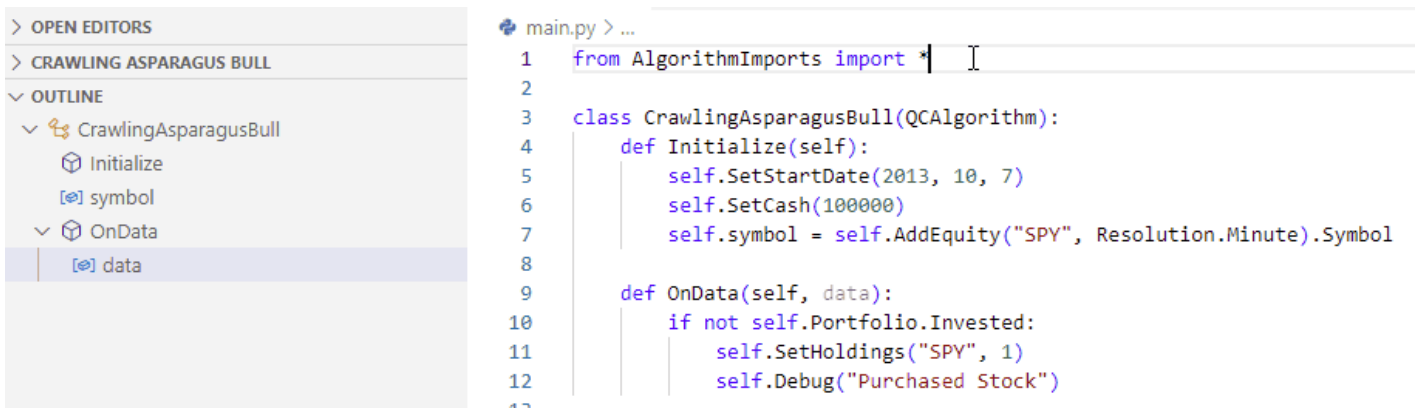 OPEN EDITORS
CRAWLING ASPARAGUS BULL
OUTLINE
CrawlingAsparagusBull
Initialize
symbol
OnData
data
main.py > ...
1 from AlgorithmImports import *
2
3 class CrawlingAsparagusBull(QCAlgorithm):
4 def Initialize(self):
5 self.SetStartDate(2013, 10, 7)
6 self.SetCash(100000)
7 self.symbol = self.AddEquity("SPY", Resolution.Minute).Symbol
8
9 def OnData(self, data):
10 if not self.Portfolio.Invested:
11 self.SetHoldings("SPY", 1)
12 self.Debug("Purchased Stock")